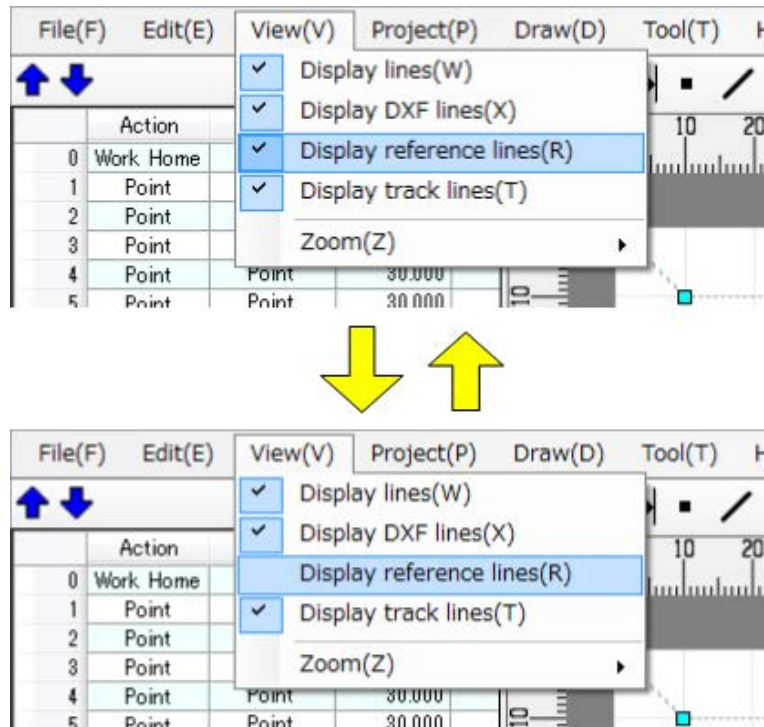 File(F) Edit(E) View(V) Project(P) Draw(D) Tool(T) H
Display lines(W)
Display DXF lines(X)
Display reference lines(R)
Display track lines(T)
Zoom(Z)
Action
0 Work Home
1 Point
2 Point
3 Point
4 Point Point 30.000
5 Point Point 30.000
10 20
10
File(F) Edit(E) View(V) Project(P) Draw(D) Tool(T) H
Display lines(W)
Display DXF lines(X)
Display reference lines(R)
Display track lines(T)
Zoom(Z)
Action
0 Work Home
1 Point
2 Point
3 Point
4 Point Point 30.000
5 Point Point 30.000
10 20
10